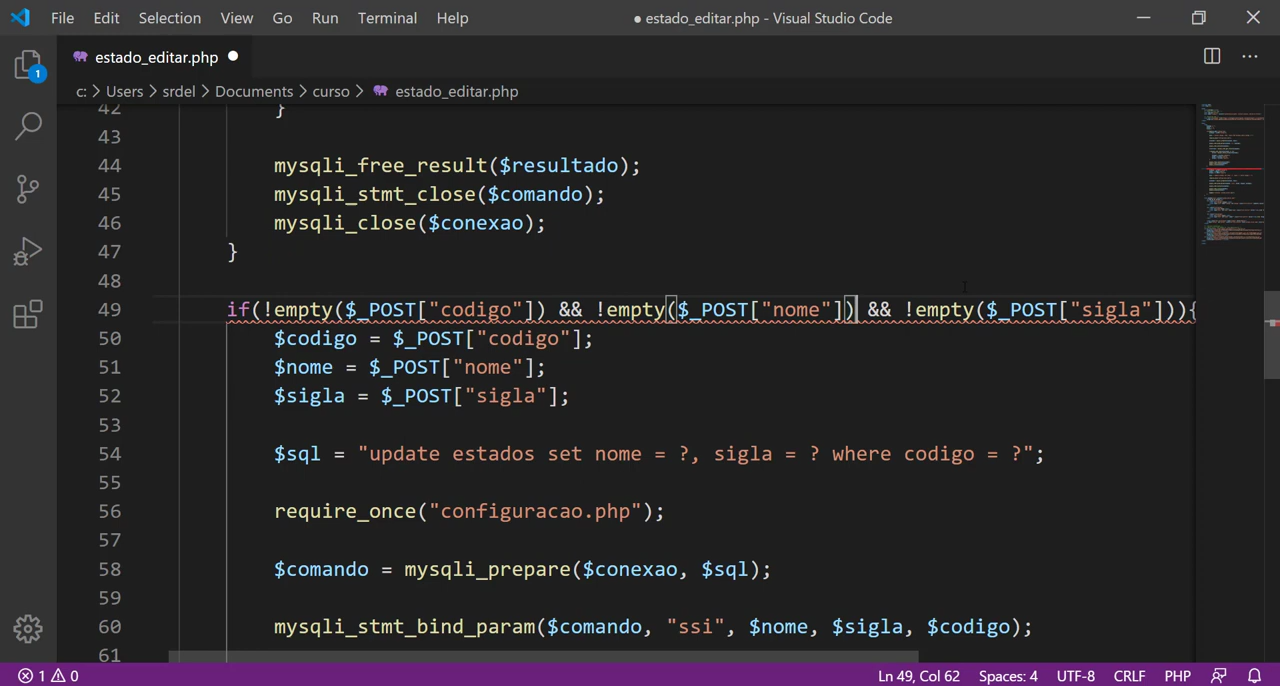 File Edit Selection View Go Run Terminal Help ● estado_editar.php - Visual Studio Code
estado_editar.php ●
1
c: > Users > srdel > Documents > curso > estado_editar.php
42 }
43
44 mysqli_free_result($resultado);
45 mysqli_stmt_close($comando);
46 mysqli_close($conexao);
47 }
48
49 if(!empty($_POST["codigo"]) && !empty($_POST["nome"]) && !empty($_POST["sigla"])){
50 $codigo = $_POST["codigo"];
51 $nome = $_POST["nome"];
52 $sigla = $_POST["sigla"];
53
54 $sql = "update estados set nome = ?, sigla = ? where codigo = ?";
55
56 require_once("configuracao.php");
57
58 $comando = mysqli_prepare($conexao, $sql);
59
60 mysqli_stmt_bind_param($comando, "ssi", $nome, $sigla, $codigo);
61
1 0 Ln 49, Col 62 Spaces: 4 UTF-8 CRLF PHP